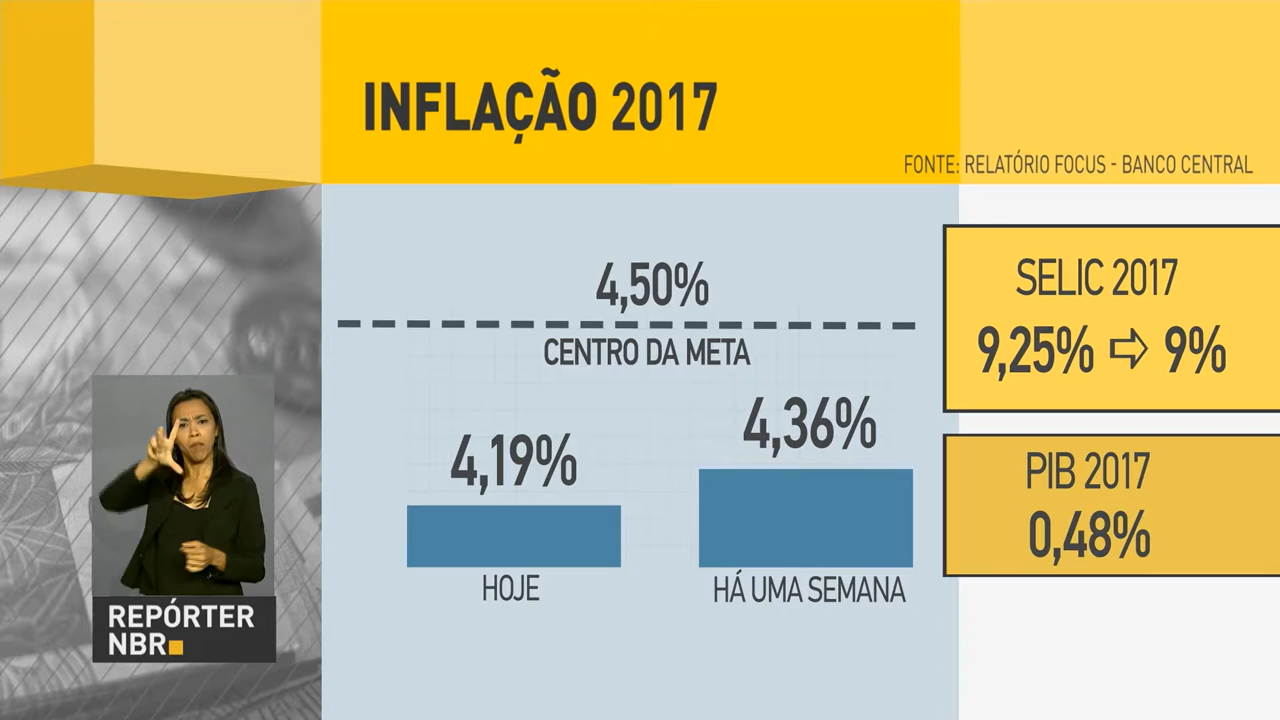 INFLAÇÃO 2017
FONTE: RELATÓRIO FOCUS - BANCO CENTRAL
4,50%
CENTRO DA META
4,19%
HOJE
4,36%
HÁ UMA SEMANA
SELIC 2017
9,25% ⇨ 9%
PIB 2017
0,48%
REPÓRTER
NBR